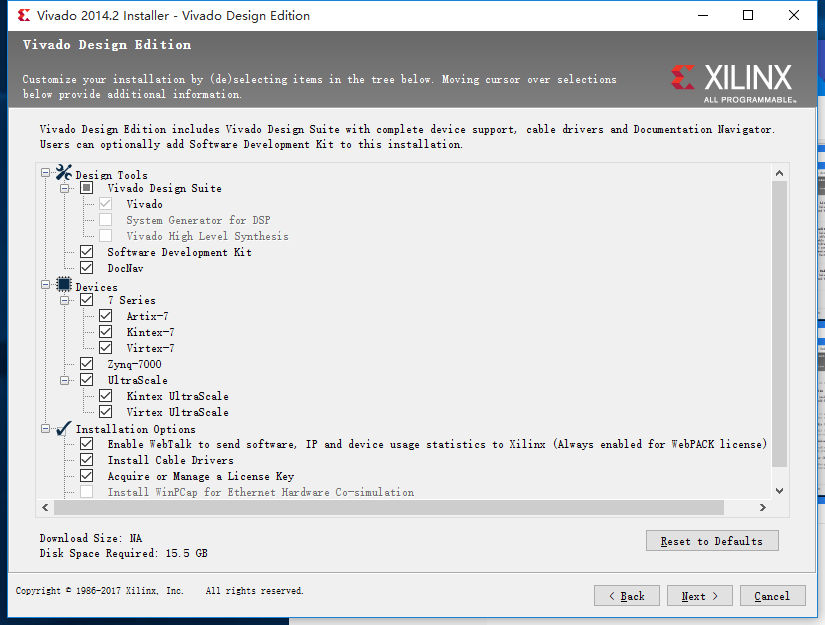 Vivado 2014.2 Installer - Vivado Design Edition
Vivado Design Edition
Customize your installation by (de)selecting items in the tree below. Moving cursor over selections
below provide additional information.
XILINX
ALL PROGRAMMABLE™
Vivado Design Edition includes Vivado Design Suite with complete device support, cable drivers and Documentation Navigator.
Users can optionally add Software Development Kit to this installation.
Design Tools
Vivado Design Suite
Vivado
System Generator for DSP
Vivado High Level Synthesis
Software Development Kit
DocNav
Devices
7 Series
Artix-7
Kintex-7
Virtex-7
Zynq-7000
UltraScale
Kintex UltraScale
Virtex UltraScale
Installation Options
Enable WebTalk to send software, IP and device usage statistics to Xilinx (Always enabled for WebPACK license)
Install Cable Drivers
Acquire or Manage a License Key
Install WinPCap for Ethernet Hardware Co-simulation
Download Size: NA
Disk Space Required: 15.5 GB
Reset to Defaults
Copyright © 1986-2017 Xilinx, Inc. All rights reserved.
< Back
Next >
Cancel